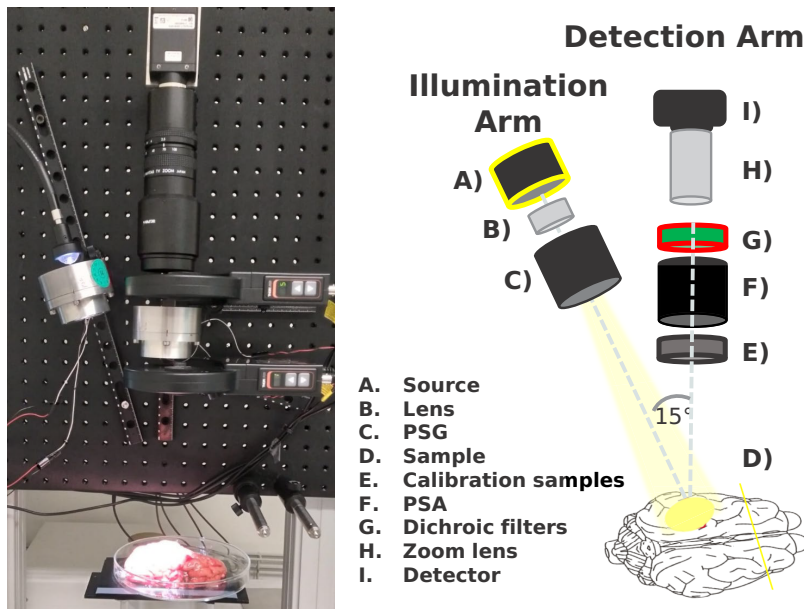 Detection Arm
Illumination
Arm
I)
A)
H)
B)
G)
C)
F)
E)
15°
D)
A. Source
B. Lens
C. PSG
D. Sample
E. Calibration samples
F. PSA
G. Dichroic filters
H. Zoom lens
I. Detector